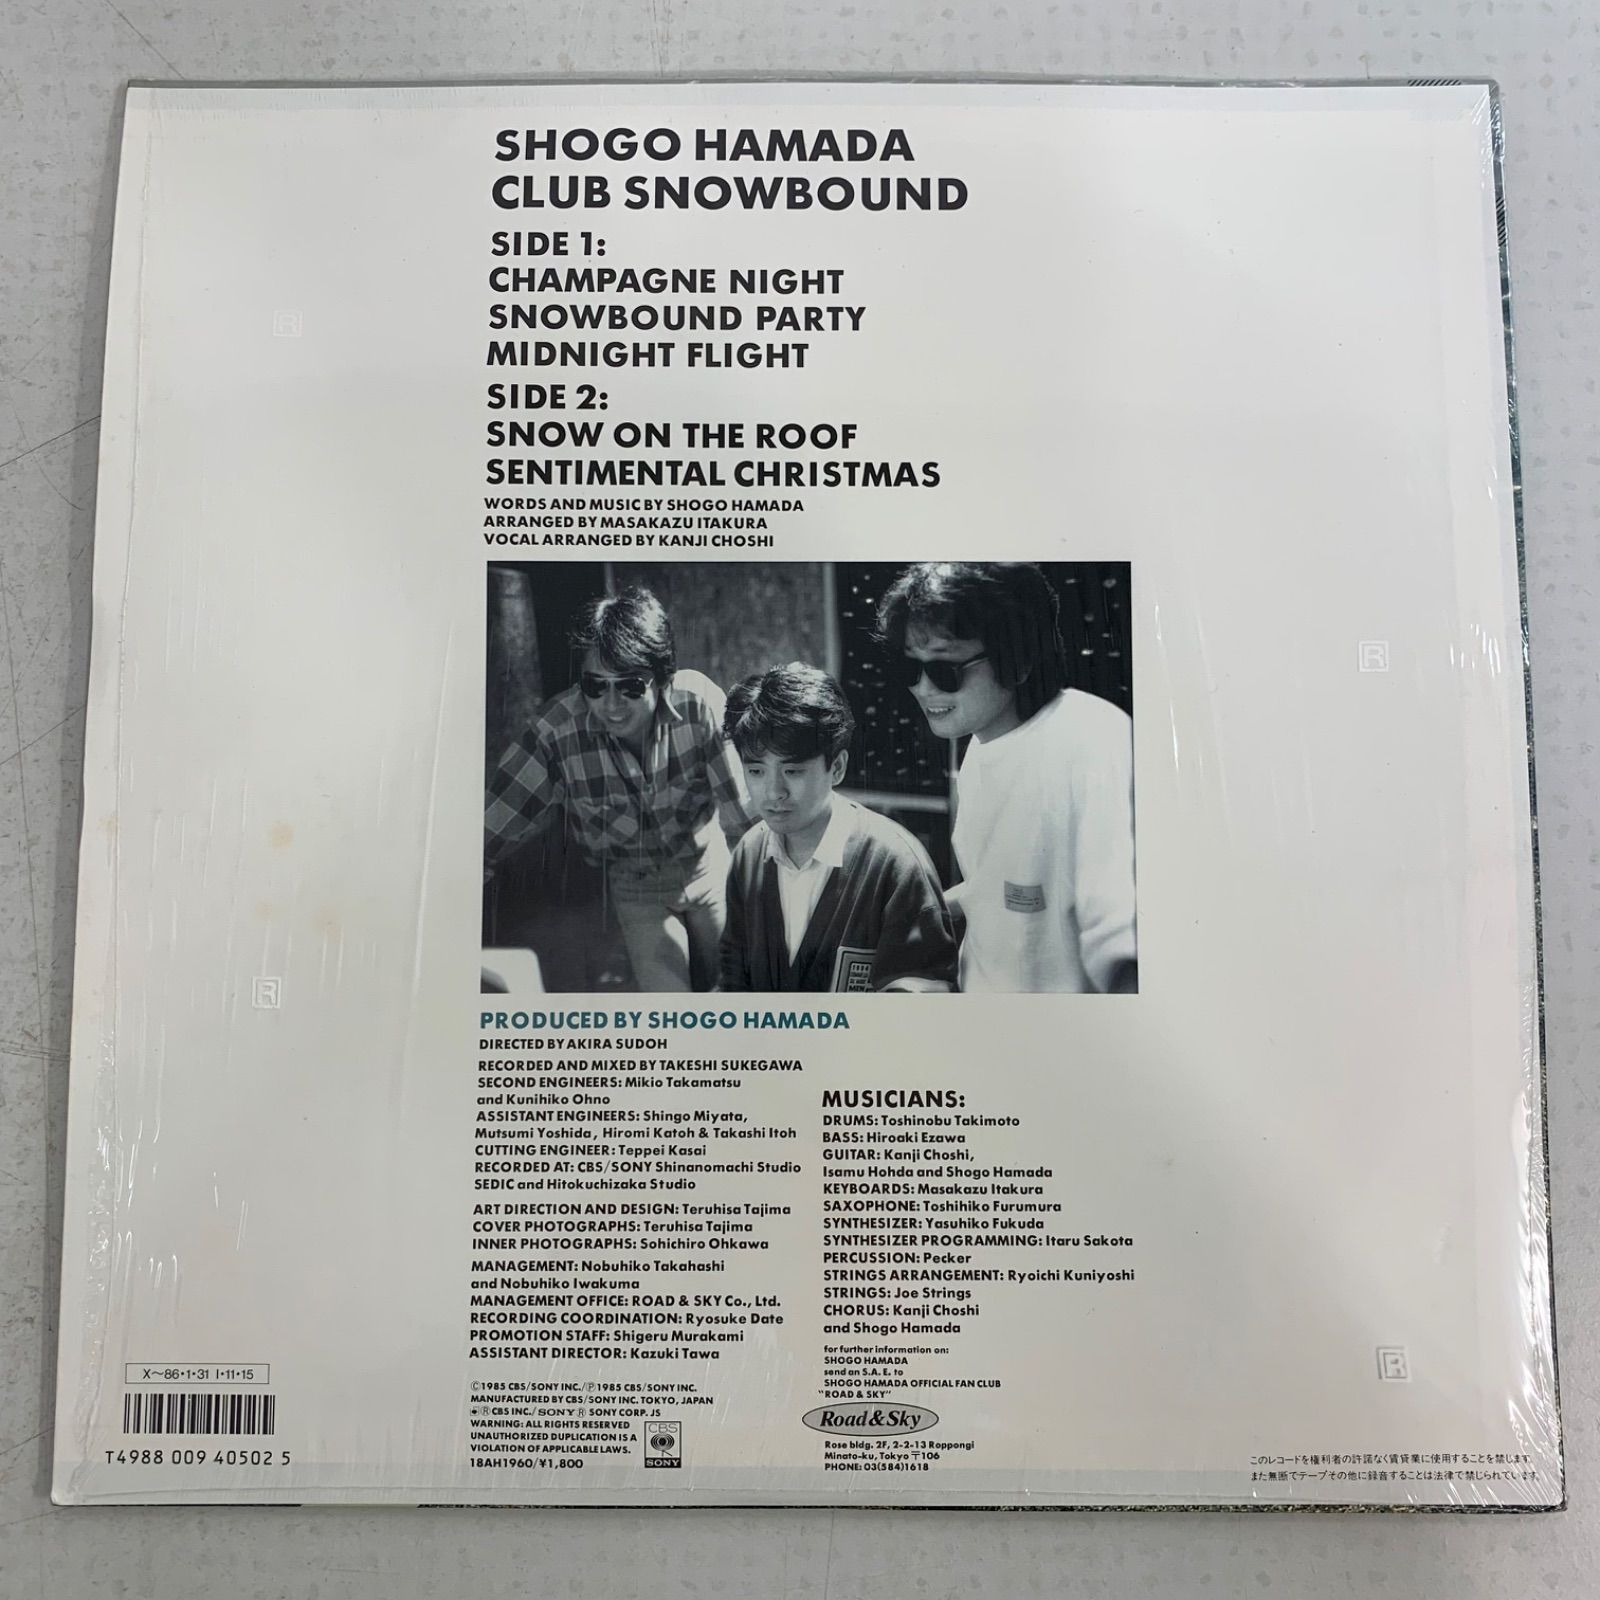 SHOGO HAMADA
CLUB SNOWBOUND
SIDE 1:
CHAMPAGNE NIGHT
SNOWBOUND PARTY
MIDNIGHT FLIGHT
SIDE 2:
SNOW ON THE ROOF
SENTIMENTAL CHRISTMAS
WORDS AND MUSIC BY SHOGO HAMADA
ARRANGED BY MASAKAZU ITAKURA
VOCAL ARRANGED BY KANJI CHOSHI
1984
MEN
PRODUCED BY SHOGO HAMADA
DIRECTED BY AKIRA SUDOH
RECORDED AND MIXED BY TAKESHI SUKEGAWA
SECOND ENGINEERS: Mikio Takamatsu
and Kunihiko Ohno
ASSISTANT ENGINEERS: Shingo Miyata,
Mutsumi Yoshida, Hiromi Katoh & Takashi Itoh
CUTTING ENGINEER: Teppei Kasai
RECORDED AT: CBS/SONY Shinanomachi Studio
SEDIC and Hitokuchizaka Studio
ART DIRECTION AND DESIGN: Teruhisa Tajima
COVER PHOTOGRAPHS: Teruhisa Tajima
INNER PHOTOGRAPHS: Sohichiro Ohkawa
MANAGEMENT: Nobuhiko Takahashi
and Nobuhiko Iwakuma
MANAGEMENT OFFICE: ROAD & SKY Co., Ltd.
RECORDING COORDINATION: Ryosuke Date
PROMOTION STAFF: Shigeru Murakami
ASSISTANT DIRECTOR: Kazuki Tawa
©1985 CBS/SONY INC./℗1985 CBS/SONY INC.
MANUFACTURED BY CBS/SONY INC. TOKYO, JAPAN
®CBS INC./SONY® SONY CORP. JS
WARNING: ALL RIGHTS RESERVED
UNAUTHORIZED DUPLICATION IS A
VIOLATION OF APPLICABLE LAWS.
18AH1960/¥1,800
CBS
SONY
MUSICIANS:
DRUMS: Toshinobu Takimoto
BASS: Hiroaki Ezawa
GUITAR: Kanji Choshi,
Isamu Hohda and Shogo Hamada
KEYBOARDS: Masakazu Itakura
SAXOPHONE: Toshihiko Furumura
SYNTHESIZER: Yasuhiko Fukuda
SYNTHESIZER PROGRAMMING: Itaru Sakota
PERCUSSION: Pecker
STRINGS ARRANGEMENT: Ryoichi Kuniyoshi
STRINGS: Joe Strings
CHORUS: Kanji Choshi
and Shogo Hamada
for further information on:
SHOGO HAMADA
send an S.A.E. to
SHOGO HAMADA OFFICIAL FAN CLUB
"ROAD & SKY"
Road&Sky
Rose bldg. 2F, 2-2-13 Roppongi
Minato-ku, Tokyo 〒106
PHONE: 03(584)1618
X〜86・1・31 I・11・15
T4988 009 40502 5
このレコードを権利者の許諾なく賃貸業に使用することを禁じます。
また無断でテープその他に録音することは法律で禁じられています。
R
R
R
R